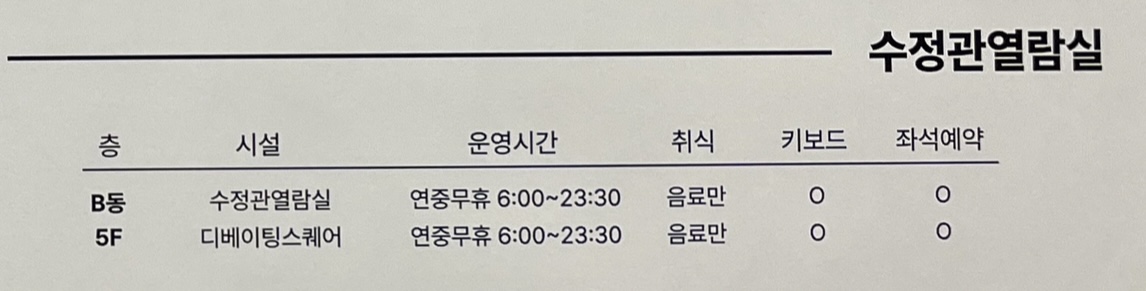 수정관열람실
층 시설 운영시간 취식 키보드 좌석예약
B동 수정관열람실 연중무휴 6:00~23:30 음료만 O O
5F 디베이팅스퀘어 연중무휴 6:00~23:30 음료만 O O